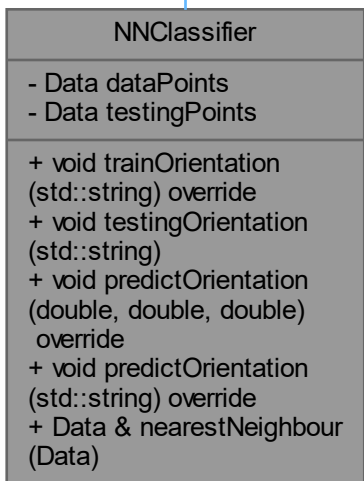 NNClassifier
- Data dataPoints
- Data testingPoints
+ void trainOrientation
(std::string) override
+ void testingOrientation
(std::string)
+ void predictOrientation
(double, double, double)
override
+ void predictOrientation
(std::string) override
+ Data & nearestNeighbour
(Data)